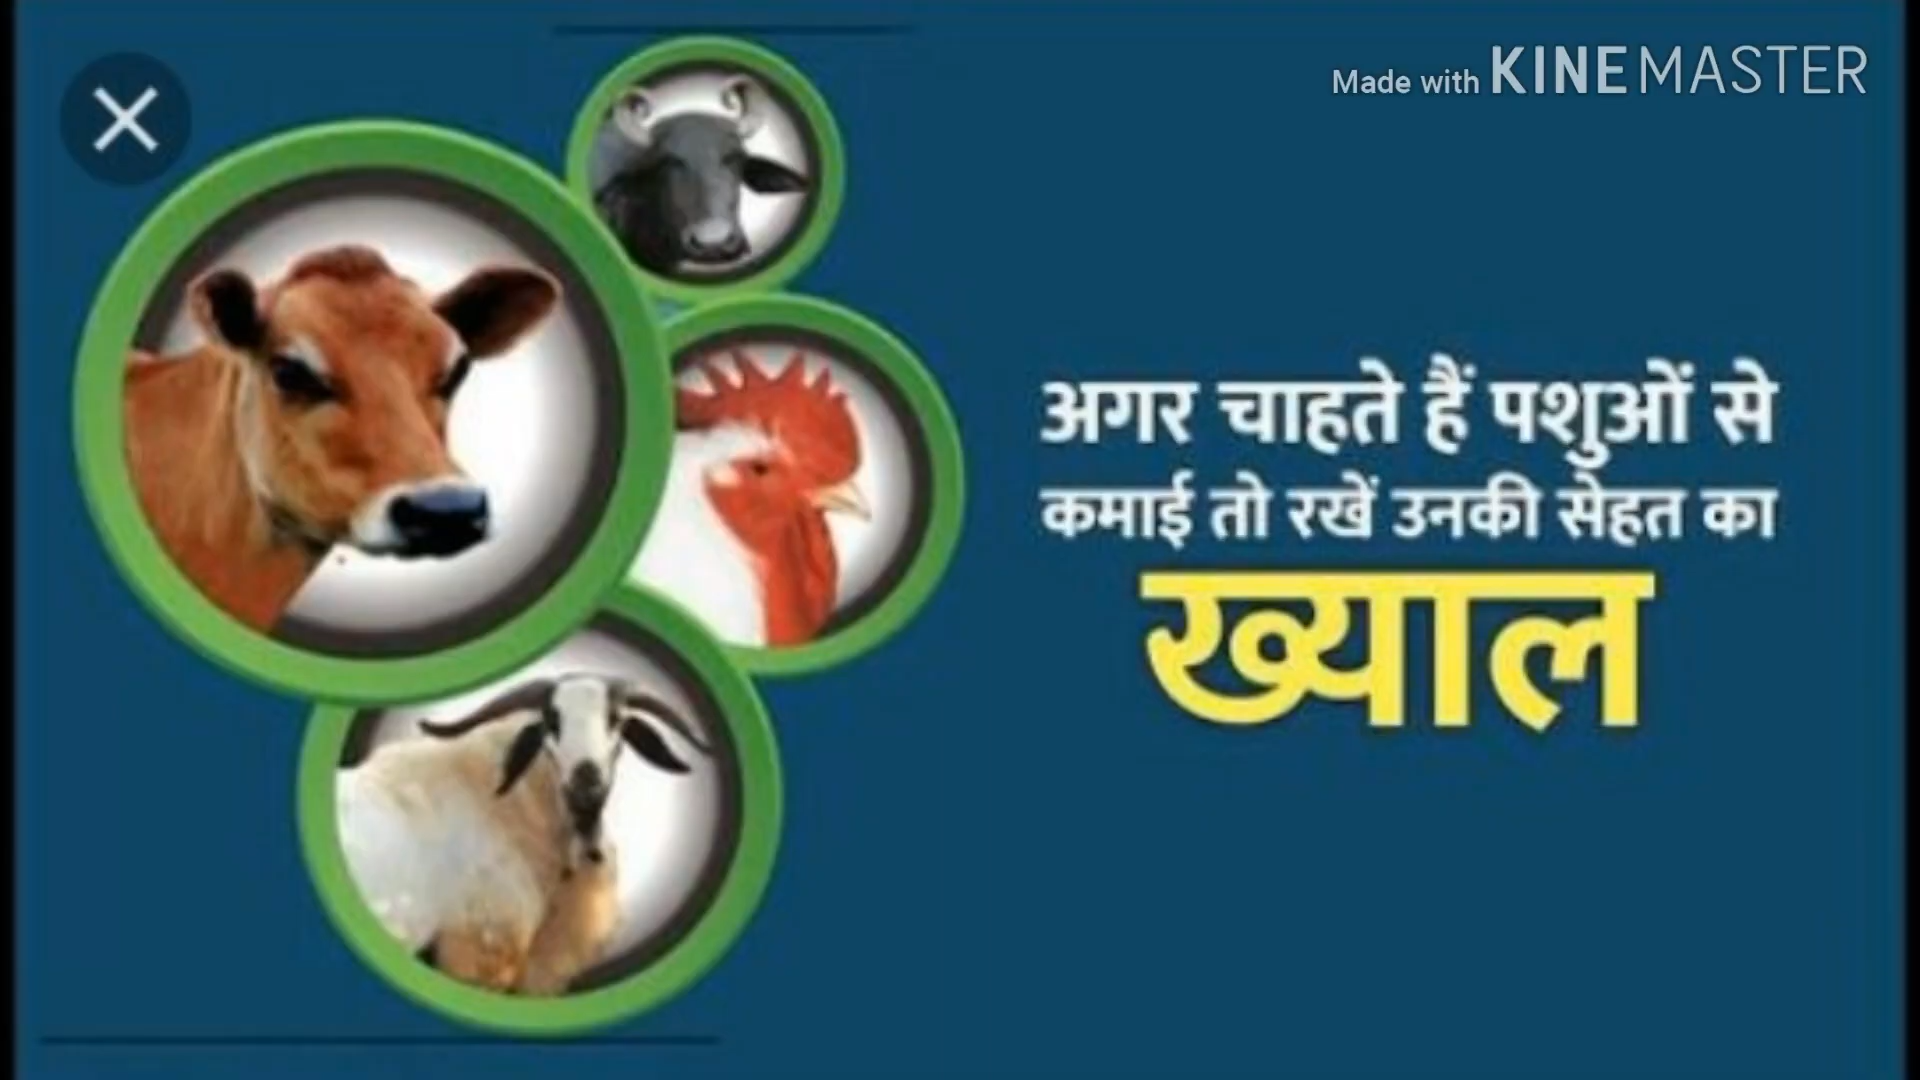 Made with KINEMASTER
अगर चाहते हैं पशुओं से
कमाई तो रखें उनकी सेहत का
ख्याल